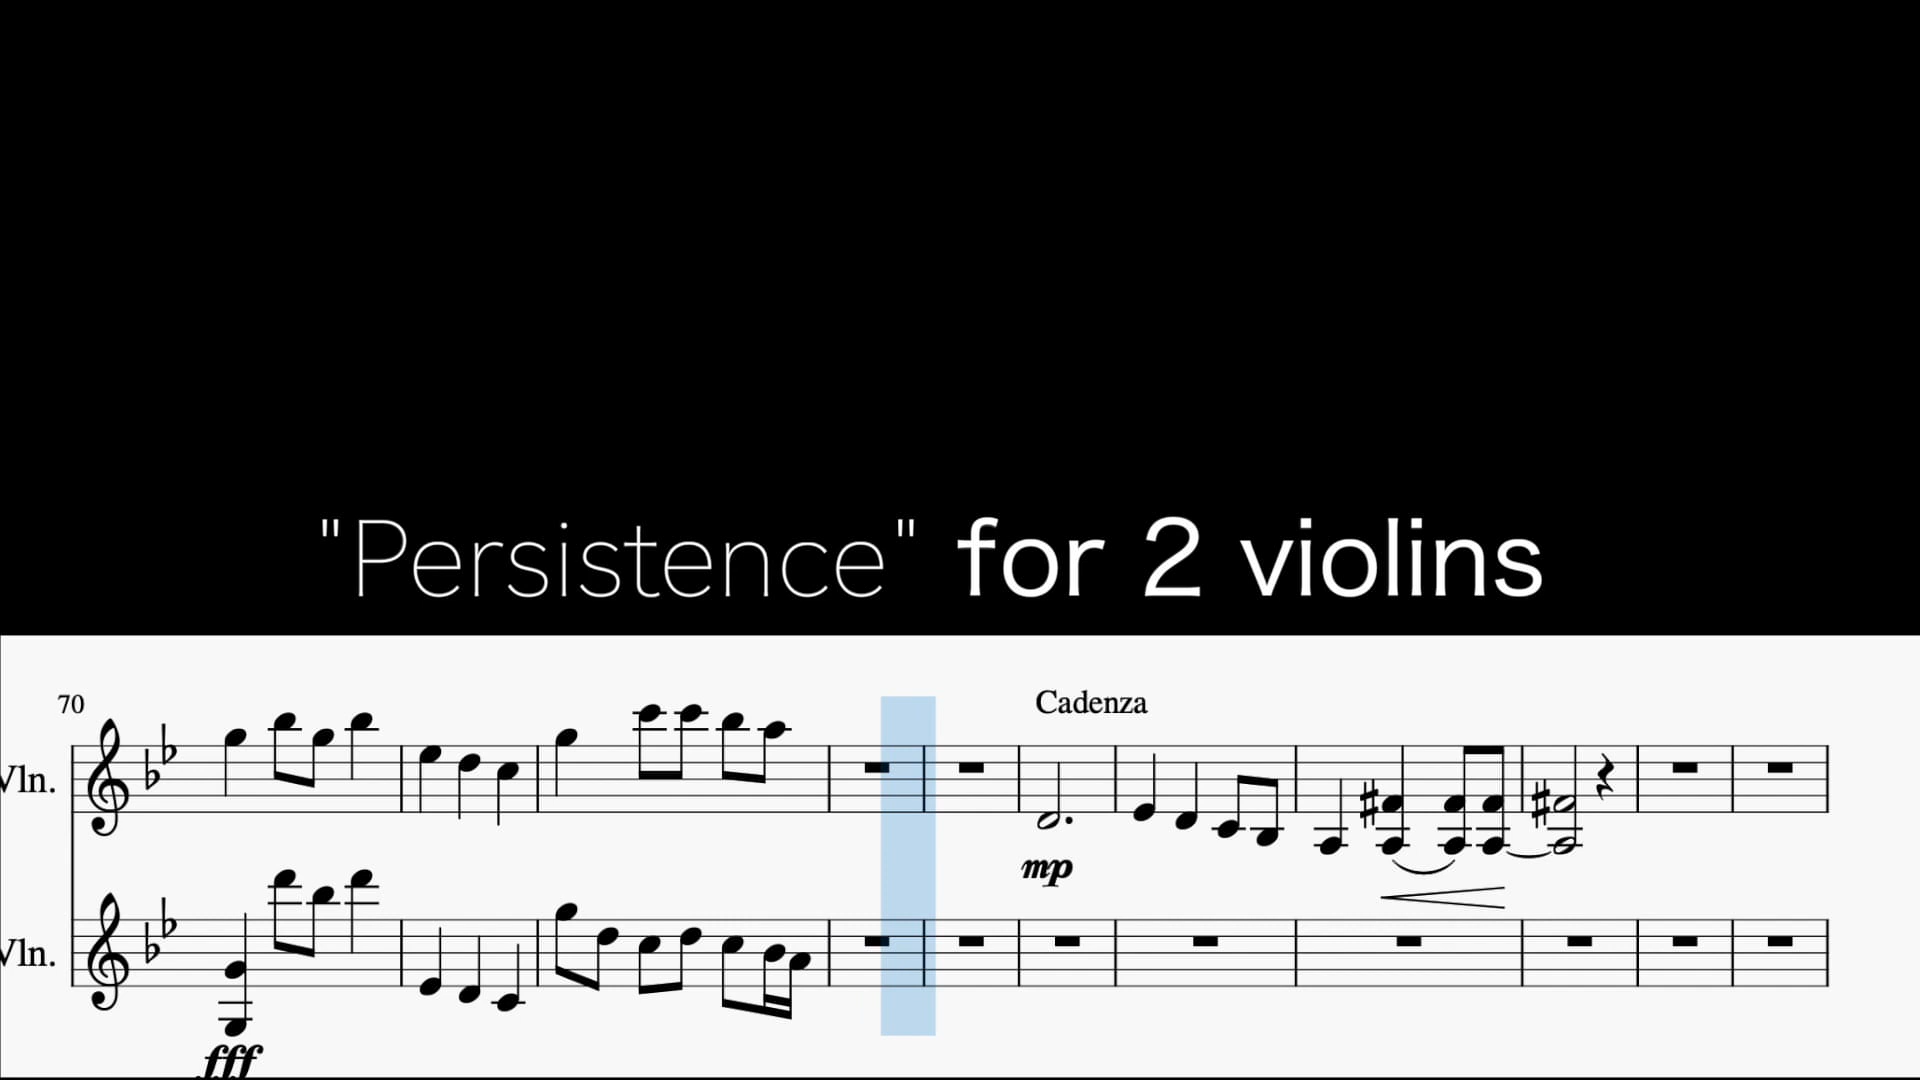 "Persistence" for 2 violins
70
Cadenza
Vln.
mp
Vln.
fff